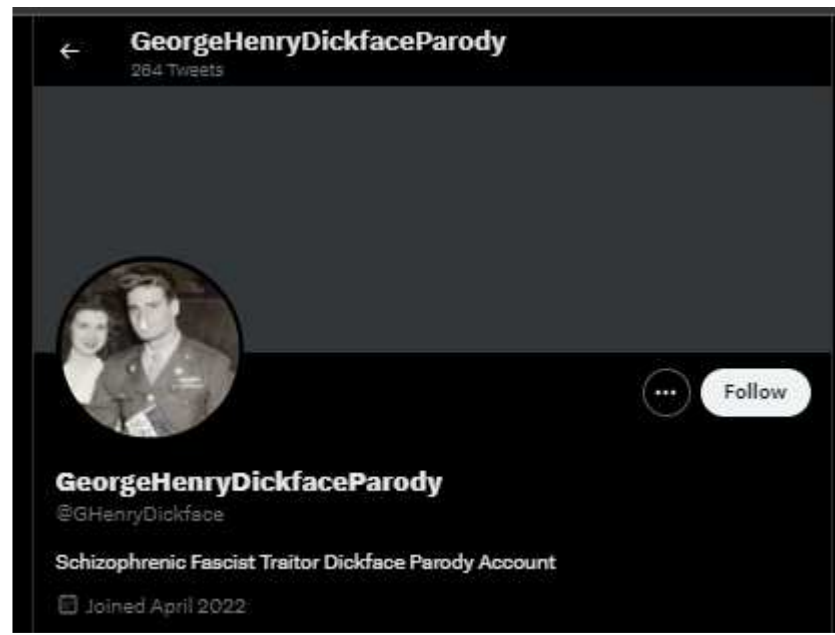 GeorgeHenryDickfaceParody
264 Tweets
Follow
GeorgeHenryDickfaceParody
@GHenryDickface
Schizophrenic Fascist Traitor Dickface Parody Account
Joined April 2022